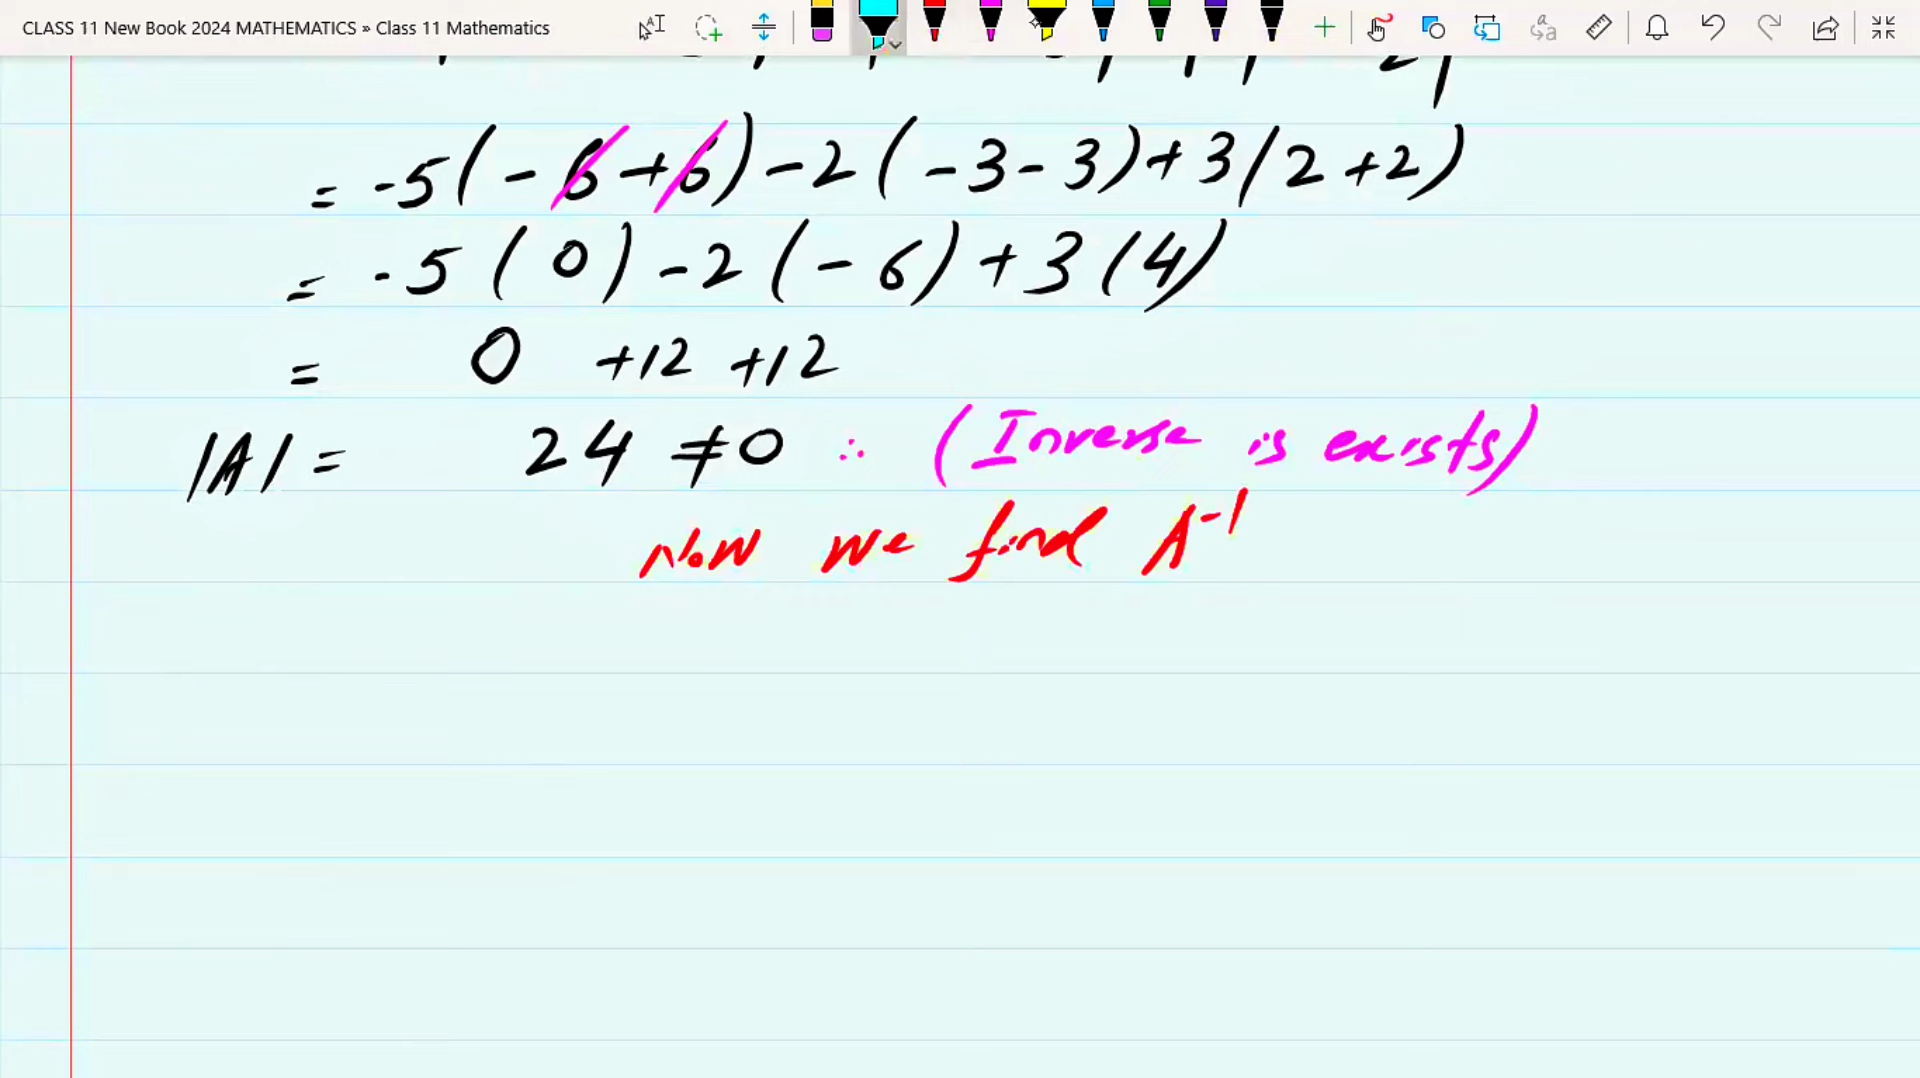 CLASS 11 New Book 2024 MATHEMATICS » Class 11 Mathematics
= -5(-6+6)-2(-3-3)+3(2+2)
= -5(0)-2(-6)+3(4)
= 0 +12 +12
|A| = 24 ≠0 ∴ (Inverse is exists)
Now we find A⁻¹